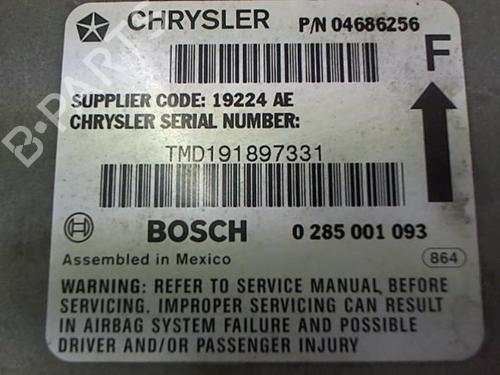 CHRYSLER P/N 04686256
F
SUPPLIER CODE: 19224 AE
CHRYSLER SERIAL NUMBER:
TMD191897331
BOSCH 0 285 001 093
Assembled in Mexico 864
WARNING: REFER TO SERVICE MANUAL BEFORE
SERVICING. IMPROPER SERVICING CAN RESULT
IN AIRBAG SYSTEM FAILURE AND POSSIBLE
DRIVER AND/OR PASSENGER INJURY
B-PARTS